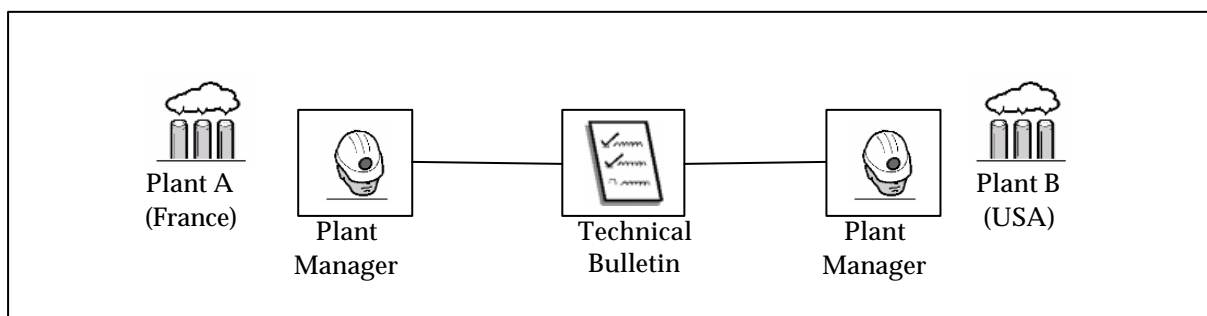 Plant A
(France)
Plant
Manager
Technical
Bulletin
Plant
Manager
Plant B
(USA)